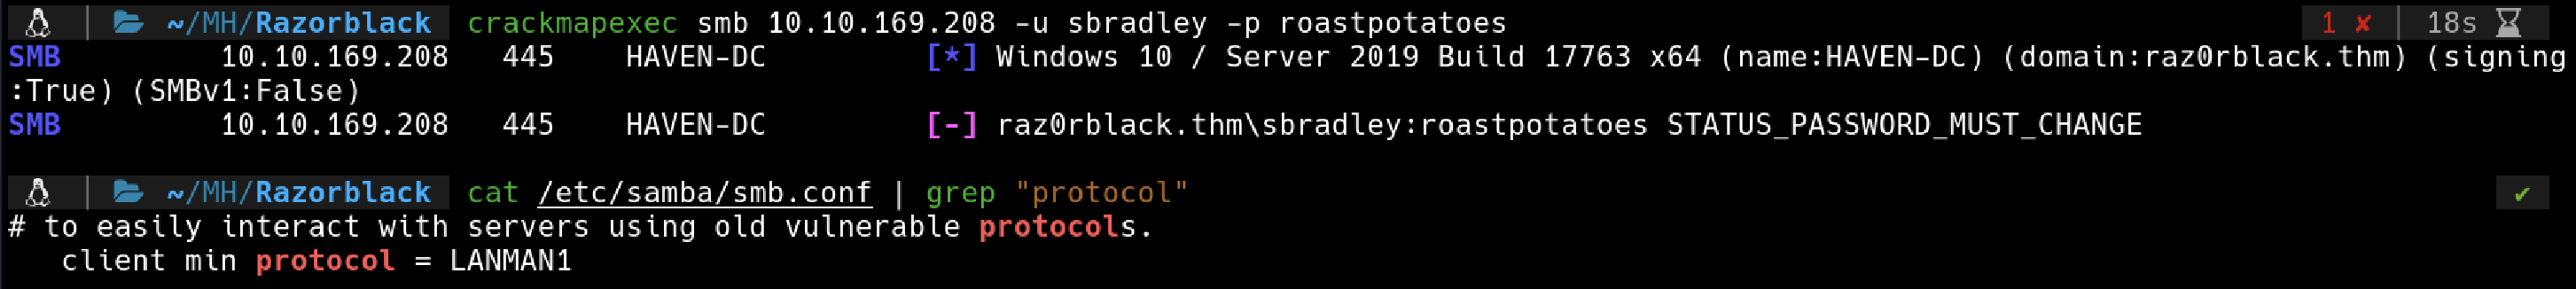 ~/MH/Razorblack crackmapexec smb 10.10.169.208 -u sbradley -p roastpotatoes 1 ✘ 18s
SMB 10.10.169.208 445 HAVEN-DC [*] Windows 10 / Server 2019 Build 17763 x64 (name:HAVEN-DC) (domain:raz0rblack.thm) (signing
:True) (SMBv1:False)
SMB 10.10.169.208 445 HAVEN-DC [-] raz0rblack.thm\sbradley:roastpotatoes STATUS_PASSWORD_MUST_CHANGE
~/MH/Razorblack cat /etc/samba/smb.conf | grep "protocol" ✔
# to easily interact with servers using old vulnerable protocols.
client min protocol = LANMAN1